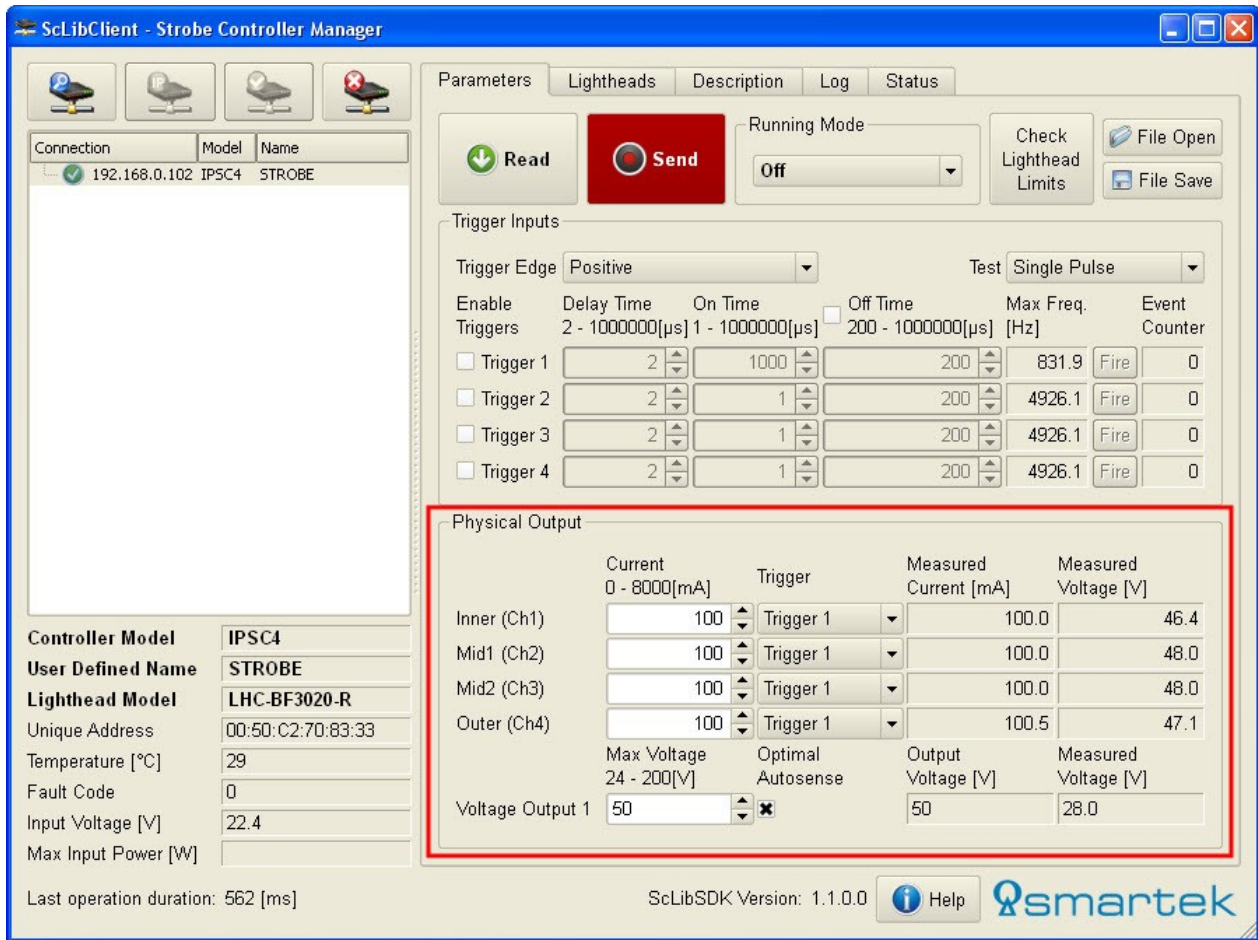 ScLibClient - Strobe Controller Manager
Connection Model Name
192.168.0.102 IPSC4 STROBE
Controller Model IPSC4
User Defined Name STROBE
Lighthead Model LHC-BF3020-R
Unique Address 00:50:C2:70:83:33
Temperature [°C] 29
Fault Code 0
Input Voltage [V] 22.4
Max Input Power [W]
Last operation duration: 562 [ms]
Parameters Lightheads Description Log Status
Read
Send
Running Mode
Off
Check
Lighthead
Limits
File Open
File Save
Trigger Inputs
Trigger Edge Positive Test Single Pulse
Enable Delay Time On Time Off Time Max Freq. Event
Triggers 2 - 1000000[µs] 1 - 1000000[µs] 200 - 1000000[µs] [Hz] Counter
Trigger 1 2 1000 200 831.9 Fire 0
Trigger 2 2 1 200 4926.1 Fire 0
Trigger 3 2 1 200 4926.1 Fire 0
Trigger 4 2 1 200 4926.1 Fire 0
Physical Output
Current Trigger Measured Measured
0 - 8000[mA] Current [mA] Voltage [V]
Inner (Ch1) 100 Trigger 1 100.0 46.4
Mid1 (Ch2) 100 Trigger 1 100.0 48.0
Mid2 (Ch3) 100 Trigger 1 100.0 48.0
Outer (Ch4) 100 Trigger 1 100.5 47.1
Max Voltage Optimal Output Measured
24 - 200[V] Autosense Voltage [V] Voltage [V]
Voltage Output 1 50 50 28.0
ScLibSDK Version: 1.1.0.0 Help smartek